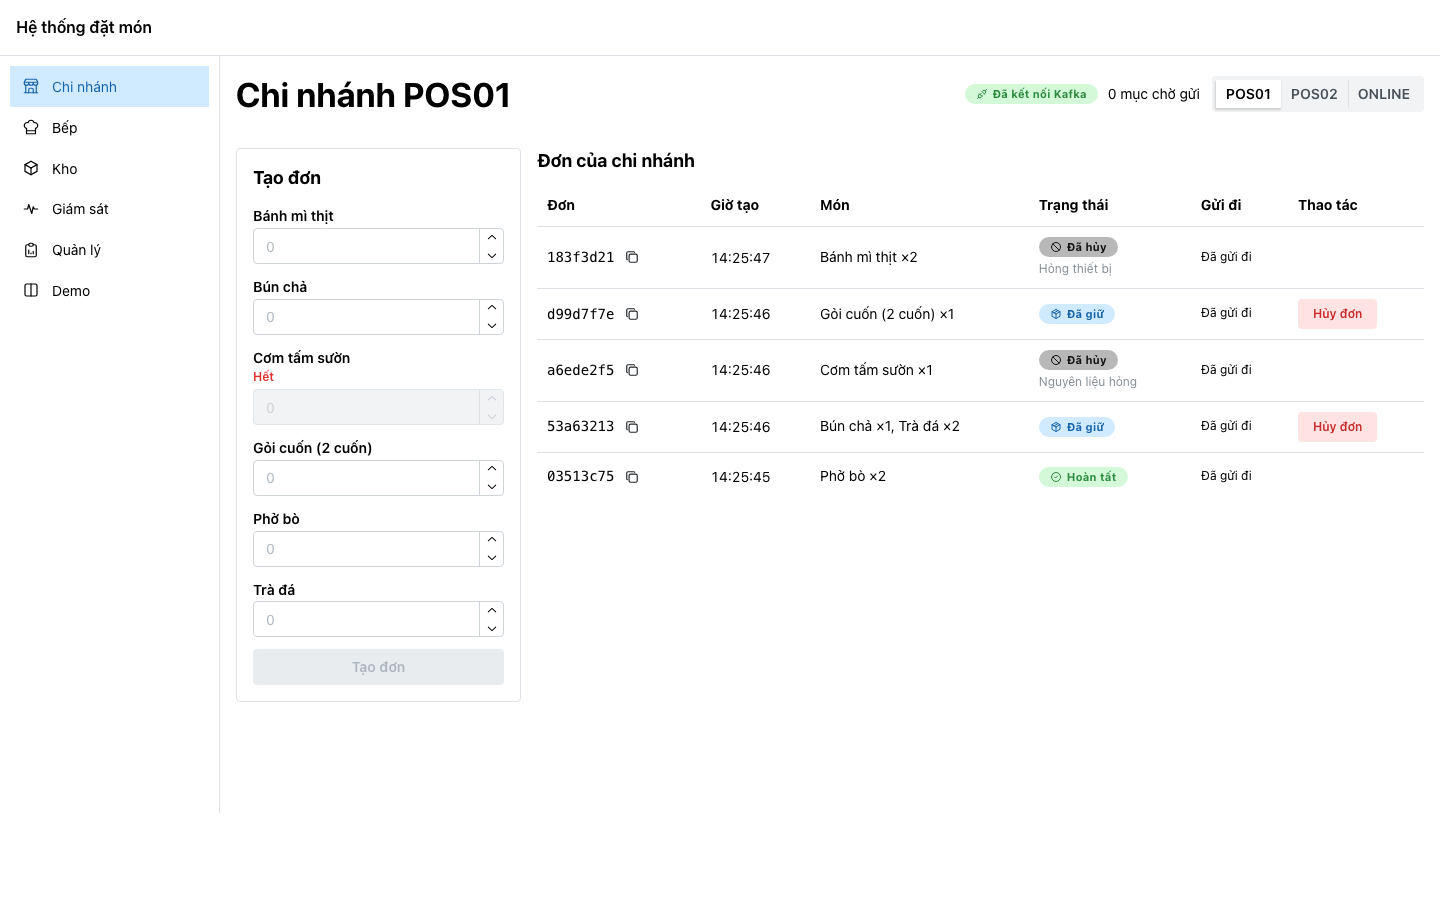 Hệ thống đặt món
Chi nhánh
Bếp
Kho
Giám sát
Quản lý
Demo
Chi nhánh POS01
Đã kết nối Kafka
0 mục chờ gửi
POS01 POS02 ONLINE
Tạo đơn
Bánh mì thịt
0
Bún chả
0
Cơm tấm sườn
Hết
0
Gỏi cuốn (2 cuốn)
0
Phở bò
0
Trà đá
0
Tạo đơn
Đơn của chi nhánh
Đơn Giờ tạo Món Trạng thái Gửi đi Thao tác
183f3d21 14:25:47 Bánh mì thịt ×2 Đã hủy Đã gửi đi
Hỏng thiết bị
d99d7f7e 14:25:46 Gỏi cuốn (2 cuốn) ×1 Đã giữ Đã gửi đi Hủy đơn
a6ede2f5 14:25:46 Cơm tấm sườn ×1 Đã hủy Đã gửi đi
Nguyên liệu hỏng
53a63213 14:25:46 Bún chả ×1, Trà đá ×2 Đã giữ Đã gửi đi Hủy đơn
03513c75 14:25:45 Phở bò ×2 Hoàn tất Đã gửi đi